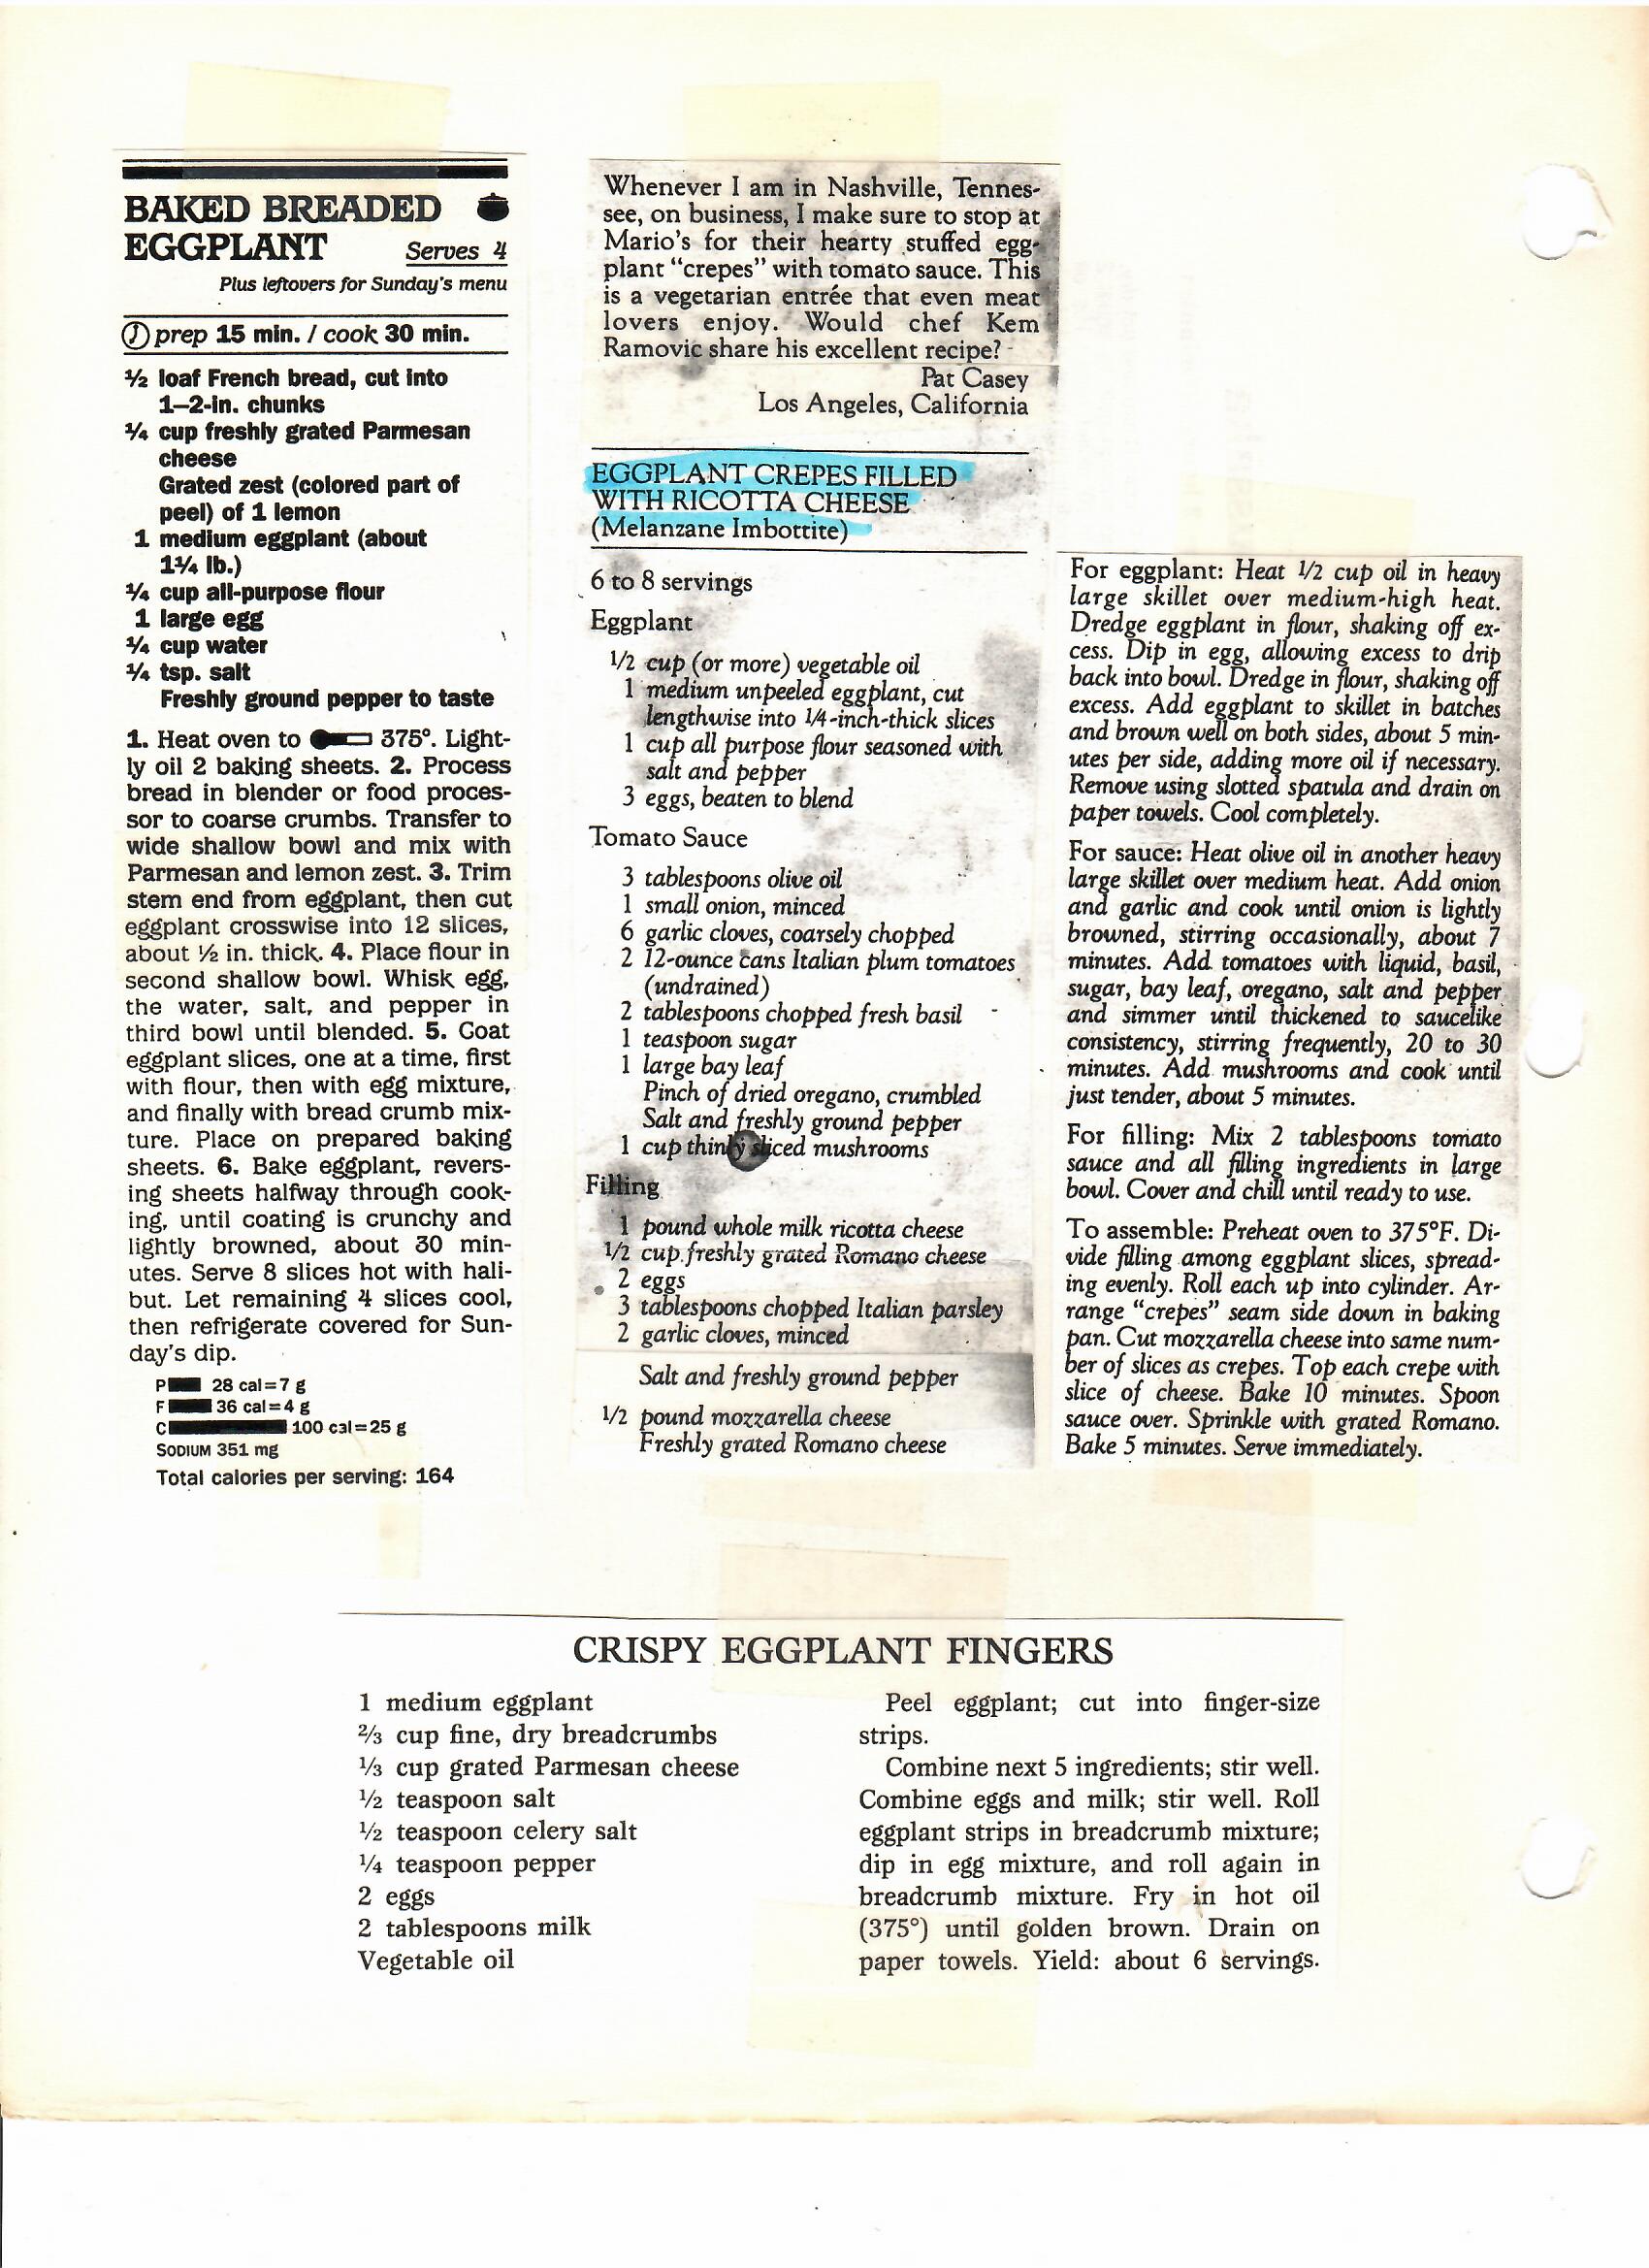 BAKED BREADED
EGGPLANT Serves 4
Plus leftovers for Sunday's menu
prep 15 min. / cook 30 min.
½ loaf French bread, cut into
1–2-in. chunks
¼ cup freshly grated Parmesan
cheese
Grated zest (colored part of
peel) of 1 lemon
1 medium eggplant (about
1¼ lb.)
¼ cup all-purpose flour
1 large egg
¼ cup water
¼ tsp. salt
Freshly ground pepper to taste
1. Heat oven to 375°. Light-
ly oil 2 baking sheets. 2. Process
bread in blender or food proces-
sor to coarse crumbs. Transfer to
wide shallow bowl and mix with
Parmesan and lemon zest. 3. Trim
stem end from eggplant, then cut
eggplant crosswise into 12 slices,
about ½ in. thick. 4. Place flour in
second shallow bowl. Whisk egg,
the water, salt, and pepper in
third bowl until blended. 5. Coat
eggplant slices, one at a time, first
with flour, then with egg mixture,
and finally with bread crumb mix-
ture. Place on prepared baking
sheets. 6. Bake eggplant, revers-
ing sheets halfway through cook-
ing, until coating is crunchy and
lightly browned, about 30 min-
utes. Serve 8 slices hot with hali-
but. Let remaining 4 slices cool,
then refrigerate covered for Sun-
day's dip.
P 28 cal=7 g
F 36 cal=4 g
C 100 cal=25 g
SODIUM 351 mg
Total calories per serving: 164
Whenever I am in Nashville, Tennes-
see, on business, I make sure to stop at
Mario's for their hearty stuffed egg-
plant "crepes" with tomato sauce. This
is a vegetarian entrée that even meat
lovers enjoy. Would chef Kem
Ramovic share his excellent recipe?
Pat Casey
Los Angeles, California
EGGPLANT CREPES FILLED
WITH RICOTTA CHEESE
(Melanzane Imbottite)
6 to 8 servings
Eggplant
1/2 cup (or more) vegetable oil
1 medium unpeeled eggplant, cut
lengthwise into 1/4-inch-thick slices
1 cup all purpose flour seasoned with
salt and pepper
3 eggs, beaten to blend
Tomato Sauce
3 tablespoons olive oil
1 small onion, minced
6 garlic cloves, coarsely chopped
2 12-ounce cans Italian plum tomatoes
(undrained)
2 tablespoons chopped fresh basil
1 teaspoon sugar
1 large bay leaf
Pinch of dried oregano, crumbled
Salt and freshly ground pepper
1 cup thinly sliced mushrooms
Filling
1 pound whole milk ricotta cheese
1/2 cup freshly grated Romano cheese
2 eggs
3 tablespoons chopped Italian parsley
2 garlic cloves, minced
Salt and freshly ground pepper
1/2 pound mozzarella cheese
Freshly grated Romano cheese
For eggplant: Heat 1/2 cup oil in heavy
large skillet over medium-high heat.
Dredge eggplant in flour, shaking off ex-
cess. Dip in egg, allowing excess to drip
back into bowl. Dredge in flour, shaking off
excess. Add eggplant to skillet in batches
and brown well on both sides, about 5 min-
utes per side, adding more oil if necessary.
Remove using slotted spatula and drain on
paper towels. Cool completely.
For sauce: Heat olive oil in another heavy
large skillet over medium heat. Add onion
and garlic and cook until onion is lightly
browned, stirring occasionally, about 7
minutes. Add tomatoes with liquid, basil,
sugar, bay leaf, oregano, salt and pepper
and simmer until thickened to saucelike
consistency, stirring frequently, 20 to 30
minutes. Add mushrooms and cook until
just tender, about 5 minutes.
For filling: Mix 2 tablespoons tomato
sauce and all filling ingredients in large
bowl. Cover and chill until ready to use.
To assemble: Preheat oven to 375°F. Di-
vide filling among eggplant slices, spread-
ing evenly. Roll each up into cylinder. Ar-
range "crepes" seam side down in baking
pan. Cut mozzarella cheese into same num-
ber of slices as crepes. Top each crepe with
slice of cheese. Bake 10 minutes. Spoon
sauce over. Sprinkle with grated Romano.
Bake 5 minutes. Serve immediately.
CRISPY EGGPLANT FINGERS
1 medium eggplant
⅔ cup fine, dry breadcrumbs
⅓ cup grated Parmesan cheese
½ teaspoon salt
½ teaspoon celery salt
¼ teaspoon pepper
2 eggs
2 tablespoons milk
Vegetable oil
Peel eggplant; cut into finger-size
strips.
Combine next 5 ingredients; stir well.
Combine eggs and milk; stir well. Roll
eggplant strips in breadcrumb mixture;
dip in egg mixture, and roll again in
breadcrumb mixture. Fry in hot oil
(375°) until golden brown. Drain on
paper towels. Yield: about 6 servings.